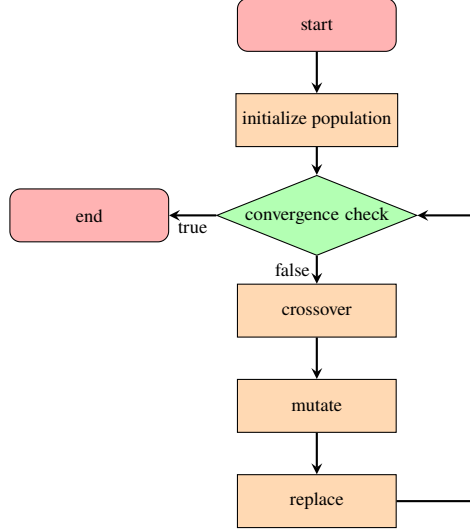 start
initialize population
convergence check
end
true
false
crossover
mutate
replace